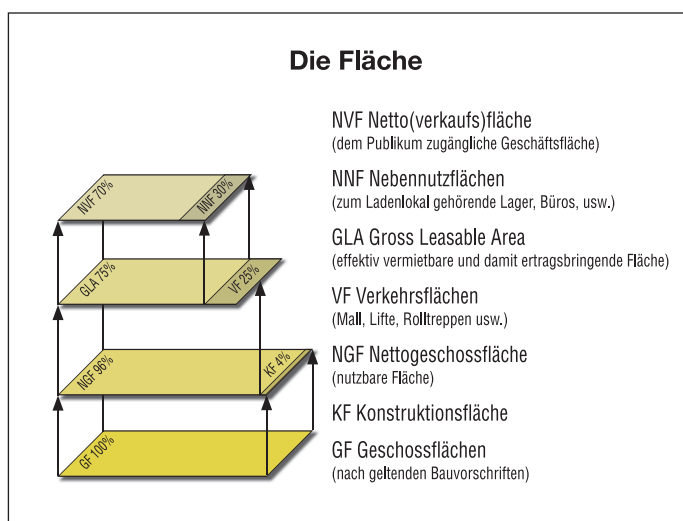 Die Fläche
NVF Netto(verkaufs)fläche
(dem Publikum zugängliche Geschäftsfläche)
NNF Nebennutzflächen
(zum Ladenlokal gehörende Lager, Büros, usw.)
GLA Gross Leasable Area
(effektiv vermietbare und damit ertragsbringende Fläche)
VF Verkehrsflächen
(Mall, Lifte, Rolltreppen usw.)
NGF Nettogeschossfläche
(nutzbare Fläche)
KF Konstruktionsfläche
GF Geschossflächen
(nach geltenden Bauvorschriften)
NVF 70%
NNF 30%
GLA 75%
VF 25%
NGF 96%
KF 4%
GF 100%